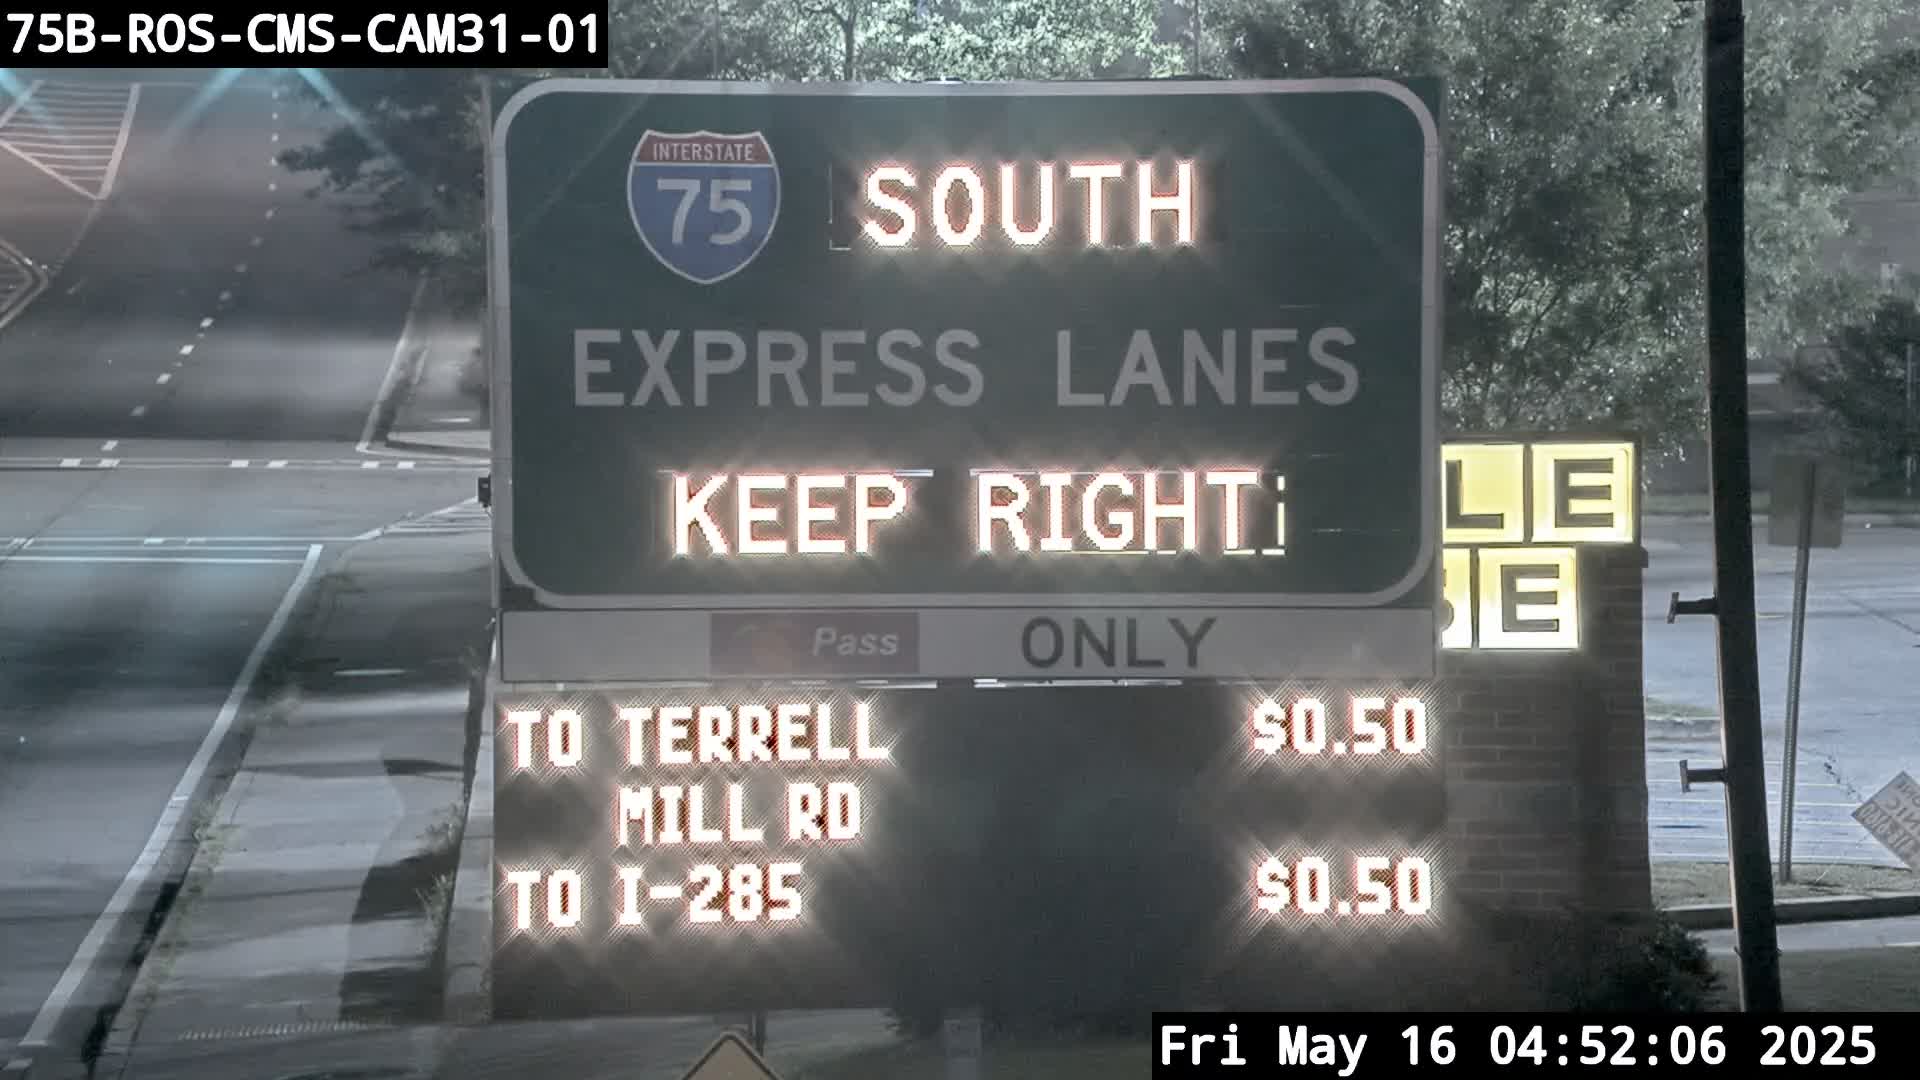 75B-ROS-CMS-CAM31-01
INTERSTATE
75
SOUTH
EXPRESS LANES
KEEP RIGHT
Pass ONLY
TO TERRELL $0.50
MILL RD
TO I-285 $0.50
LE
E
Fri May 16 04:52:06 2025